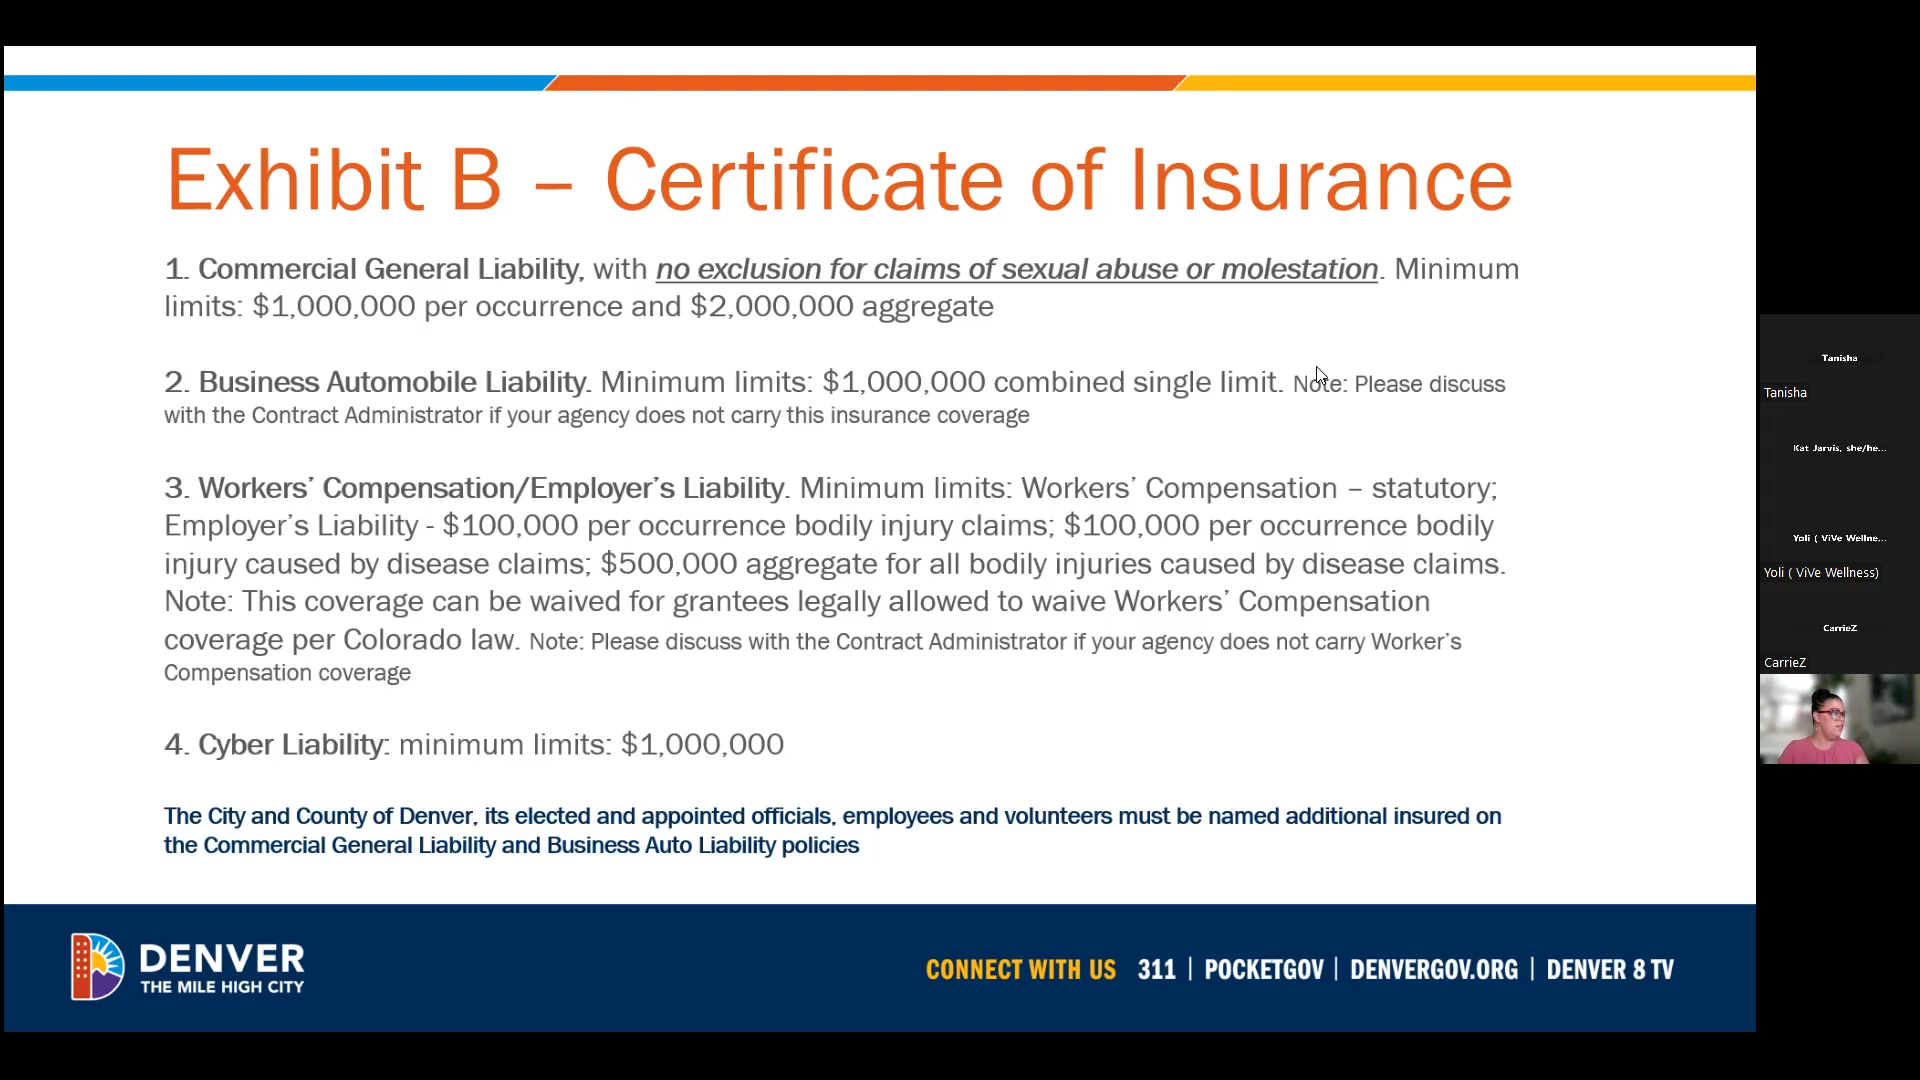 Exhibit B – Certificate of Insurance
1. Commercial General Liability, with no exclusion for claims of sexual abuse or molestation. Minimum
limits: $1,000,000 per occurrence and $2,000,000 aggregate
2. Business Automobile Liability. Minimum limits: $1,000,000 combined single limit. Note: Please discuss
with the Contract Administrator if your agency does not carry this insurance coverage
3. Workers’ Compensation/Employer’s Liability. Minimum limits: Workers’ Compensation – statutory;
Employer’s Liability - $100,000 per occurrence bodily injury claims; $100,000 per occurrence bodily
injury caused by disease claims; $500,000 aggregate for all bodily injuries caused by disease claims.
Note: This coverage can be waived for grantees legally allowed to waive Workers’ Compensation
coverage per Colorado law. Note: Please discuss with the Contract Administrator if your agency does not carry Worker’s
Compensation coverage
4. Cyber Liability: minimum limits: $1,000,000
The City and County of Denver, its elected and appointed officials, employees and volunteers must be named additional insured on
the Commercial General Liability and Business Auto Liability policies
DENVER
THE MILE HIGH CITY
CONNECT WITH US 311 | POCKETGOV | DENVERGOV.ORG | DENVER 8 TV
Tanisha
Tanisha
Kat Jarvis, she/he...
Yoli ( ViVe Wellne...
Yoli ( ViVe Wellness)
CarrieZ
CarrieZ